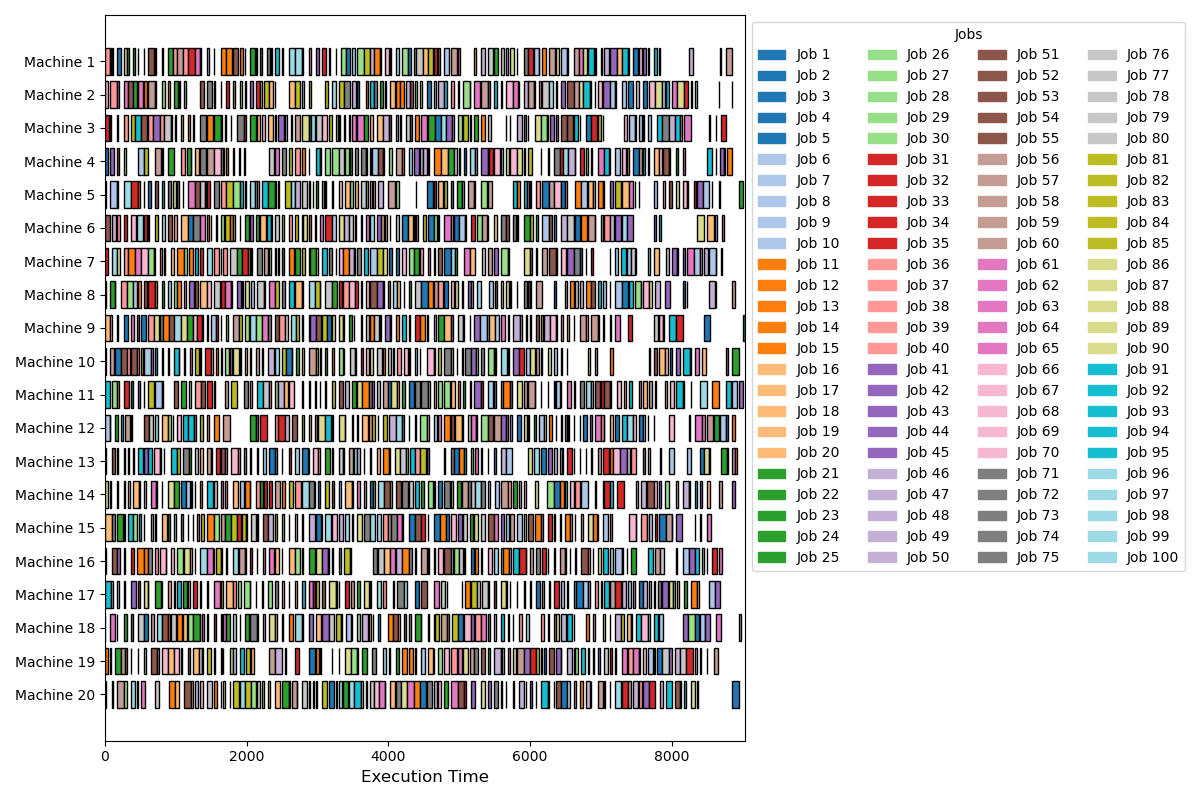 Machine 1
Machine 2
Machine 3
Machine 4
Machine 5
Machine 6
Machine 7
Machine 8
Machine 9
Machine 10
Machine 11
Machine 12
Machine 13
Machine 14
Machine 15
Machine 16
Machine 17
Machine 18
Machine 19
Machine 20
0 2000 4000 6000 8000
Execution Time
Jobs
Job 1 Job 26 Job 51 Job 76
Job 2 Job 27 Job 52 Job 77
Job 3 Job 28 Job 53 Job 78
Job 4 Job 29 Job 54 Job 79
Job 5 Job 30 Job 55 Job 80
Job 6 Job 31 Job 56 Job 81
Job 7 Job 32 Job 57 Job 82
Job 8 Job 33 Job 58 Job 83
Job 9 Job 34 Job 59 Job 84
Job 10 Job 35 Job 60 Job 85
Job 11 Job 36 Job 61 Job 86
Job 12 Job 37 Job 62 Job 87
Job 13 Job 38 Job 63 Job 88
Job 14 Job 39 Job 64 Job 89
Job 15 Job 40 Job 65 Job 90
Job 16 Job 41 Job 66 Job 91
Job 17 Job 42 Job 67 Job 92
Job 18 Job 43 Job 68 Job 93
Job 19 Job 44 Job 69 Job 94
Job 20 Job 45 Job 70 Job 95
Job 21 Job 46 Job 71 Job 96
Job 22 Job 47 Job 72 Job 97
Job 23 Job 48 Job 73 Job 98
Job 24 Job 49 Job 74 Job 99
Job 25 Job 50 Job 75 Job 100